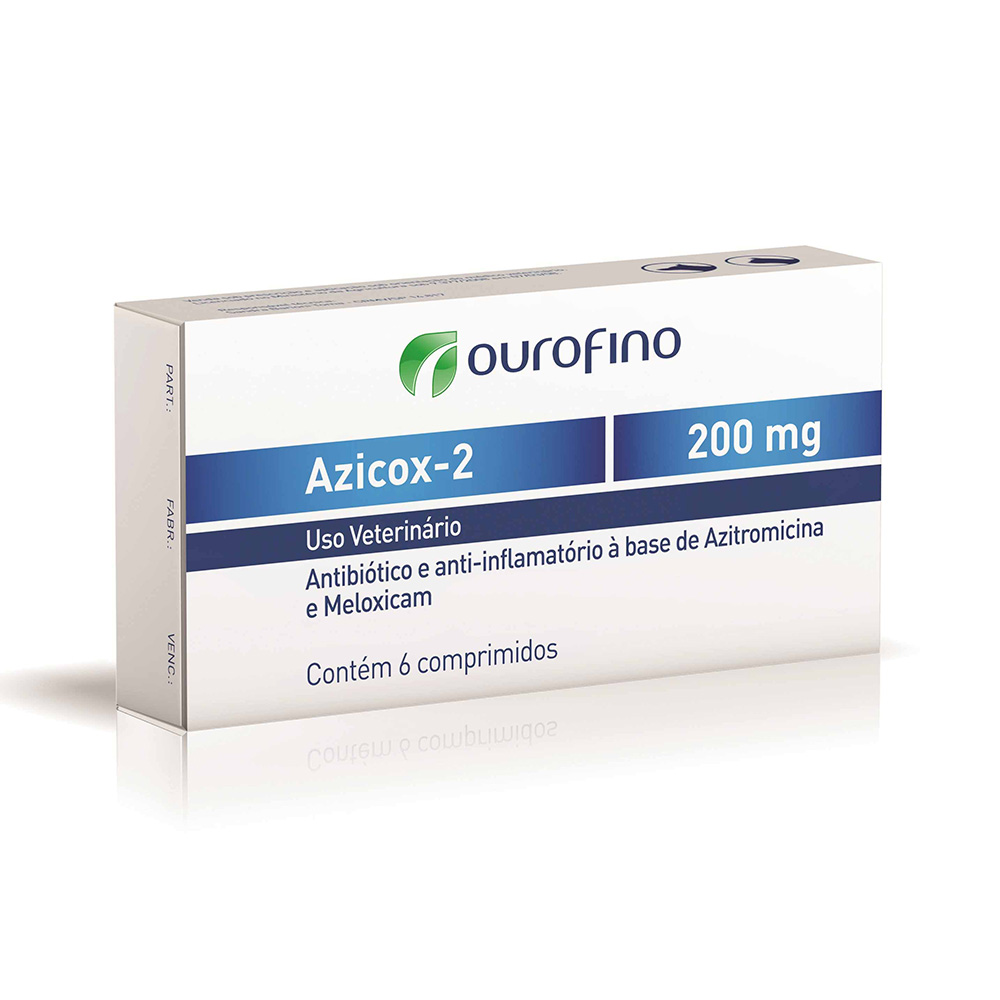 ourofino
Azicox-2
200 mg
Uso Veterinário
Antibiótico e anti-inflamatório à base de Azitromicina
e Meloxicam
Contém 6 comprimidos
PART.:
FABR.:
VENC.: